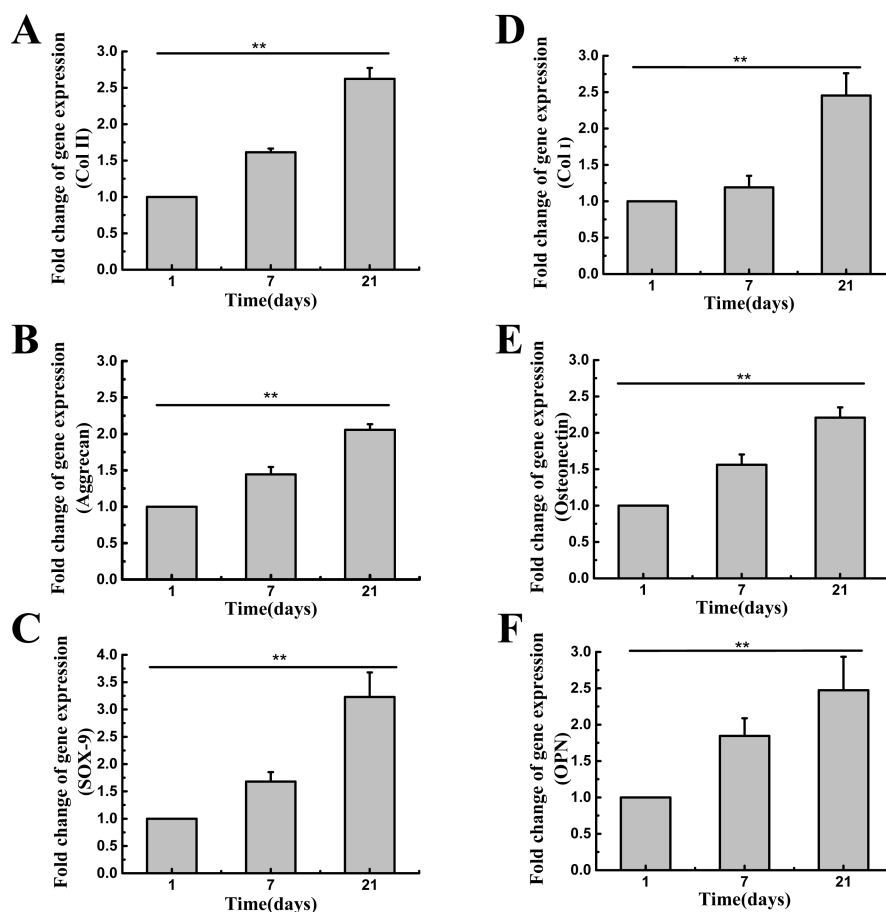 A
Fold change of gene expression
(Col II)
3.0
2.5
2.0
1.5
1.0
0.5
0.0
**
1 7 21
Time(days)
B
Fold change of gene expression
(Aggrecan)
3.0
2.5
2.0
1.5
1.0
0.5
0.0
**
1 7 21
Time(days)
C
Fold change of gene expression
(SOX-9)
4.0
3.5
3.0
2.5
2.0
1.5
1.0
0.5
0.0
**
1 7 21
Time(days)
D
Fold change of gene expression
(Col I)
3.0
2.5
2.0
1.5
1.0
0.5
0.0
**
1 7 21
Time(days)
E
Fold change of gene expression
(Osteonectin)
3.0
2.5
2.0
1.5
1.0
0.5
0.0
**
1 7 21
Time(days)
F
Fold change of gene expression
(OPN)
3.0
2.5
2.0
1.5
1.0
0.5
0.0
**
1 7 21
Time(days)